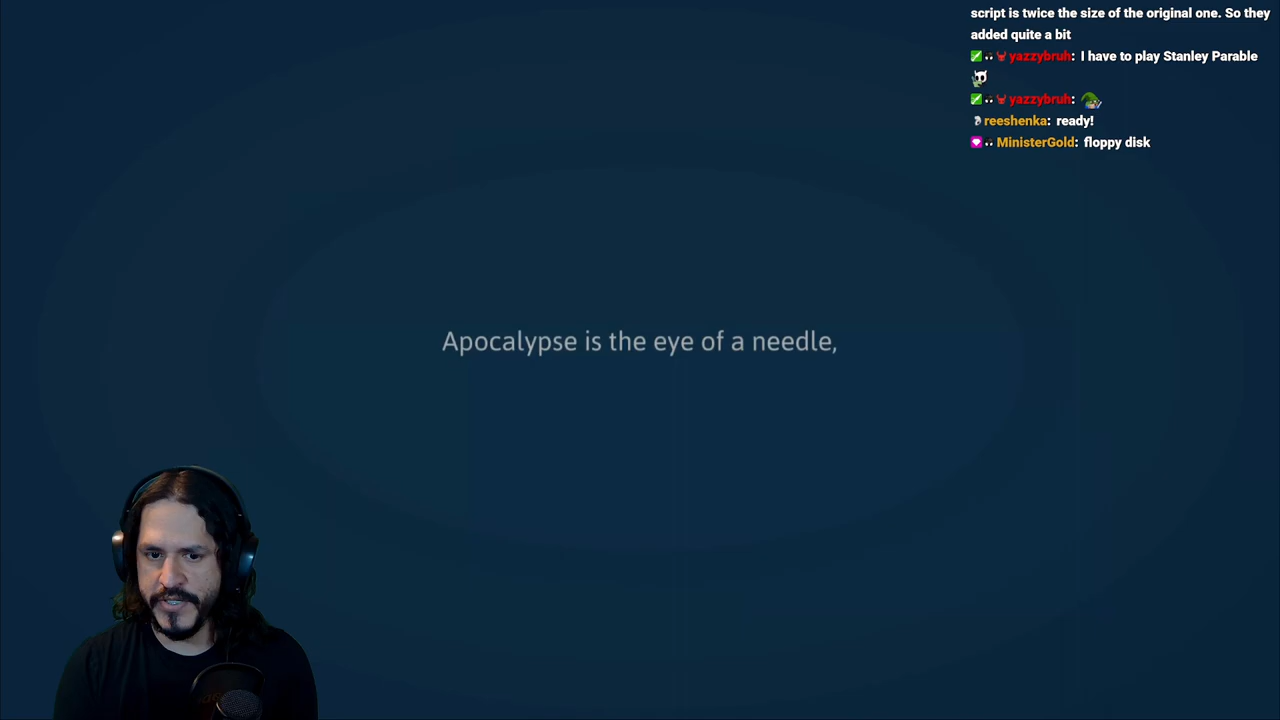 script is twice the size of the original one. So they
added quite a bit
yazzybruh: I have to play Stanley Parable
yazzybruh:
reeshenka: ready!
MinisterGold: floppy disk
Apocalypse is the eye of a needle,